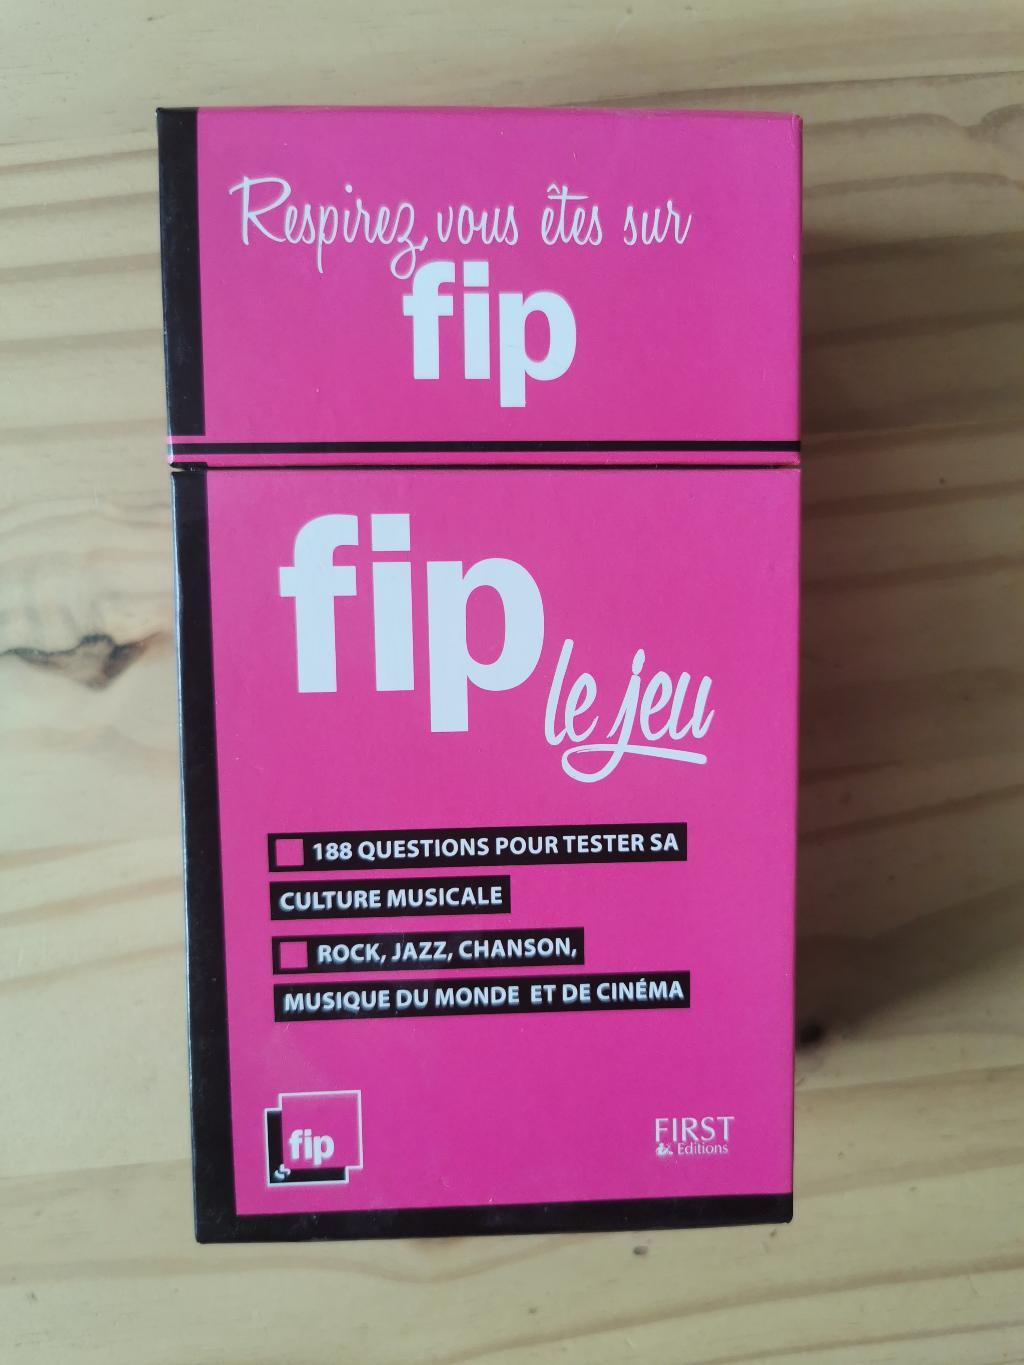 Respirez, vous êtes sur
fip
fip
le jeu
188 QUESTIONS POUR TESTER SA
CULTURE MUSICALE
ROCK, JAZZ, CHANSON,
MUSIQUE DU MONDE ET DE CINÉMA
fip
FIRST
Editions